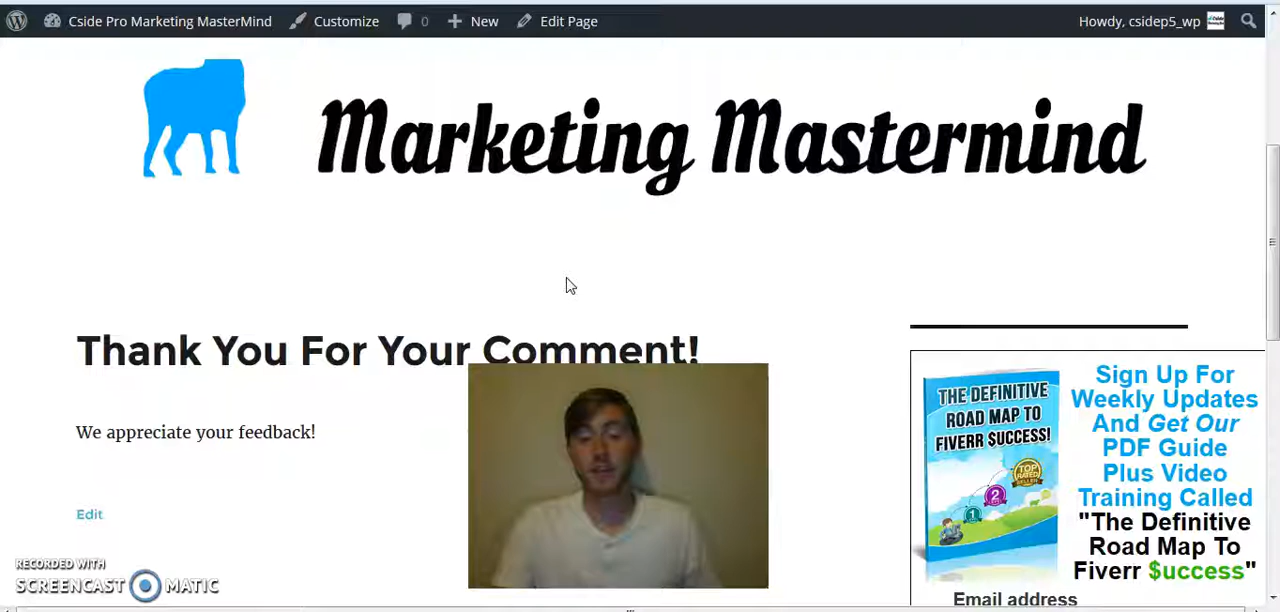 Cside Pro Marketing MasterMind Customize 0 New Edit Page Howdy, csidep5_wp
Marketing Mastermind
Thank You For Your Comment!
We appreciate your feedback!
Edit
THE DEFINITIVE
ROAD MAP TO
FIVERR $UCCESS!
TOP
RATED
SELLER
2
1
Sign Up For
Weekly Updates
And Get Our
PDF Guide
Plus Video
Training Called
"The Definitive
Road Map To
Fiverr $uccess"
Email address
RECORDED WITH
SCREENCAST MATIC